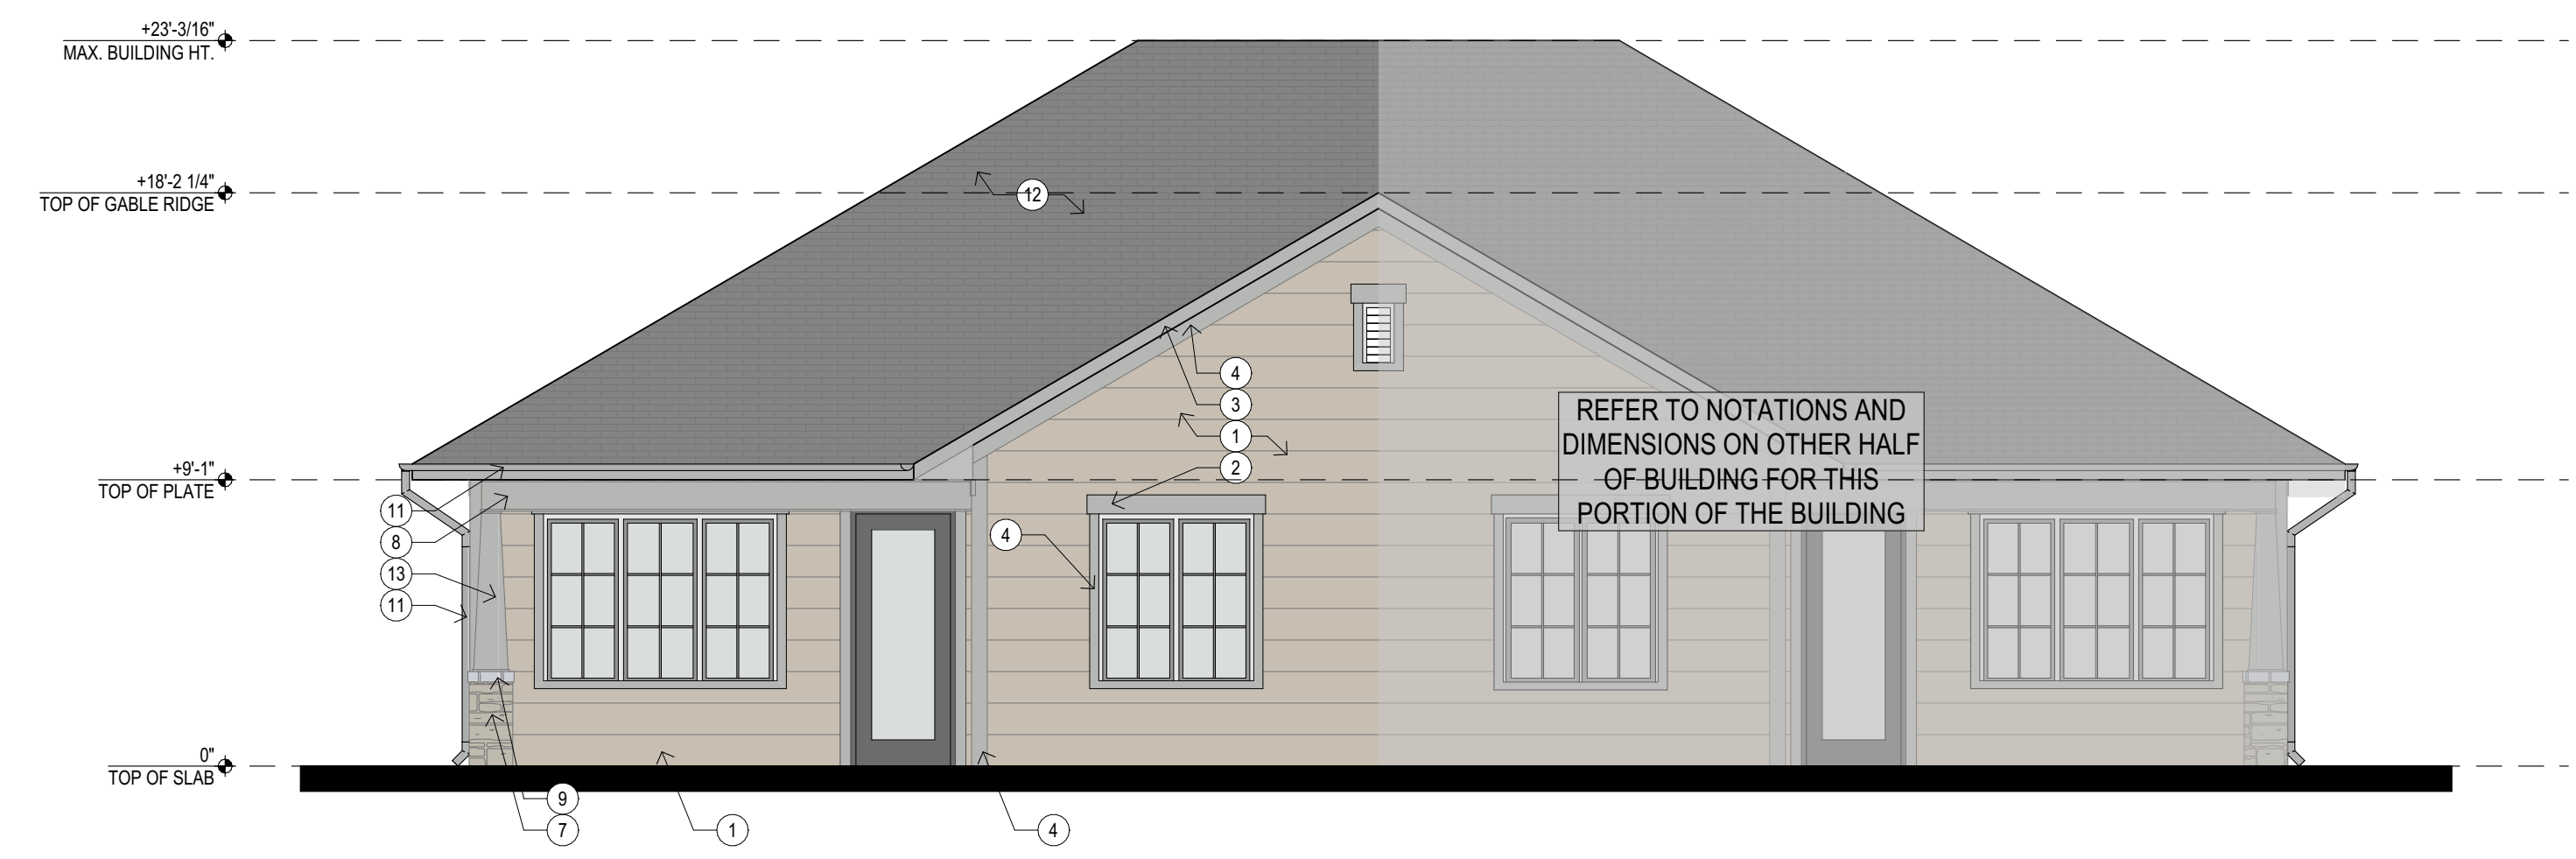 +23'-3/16"
MAX. BUILDING HT.
+18'-2 1/4"
TOP OF GABLE RIDGE
12
4
3
1
2
REFER TO NOTATIONS AND
DIMENSIONS ON OTHER HALF
OF BUILDING FOR THIS
PORTION OF THE BUILDING
+9'-1"
TOP OF PLATE
11
8
13
11
4
0"
TOP OF SLAB
9
7
1
4